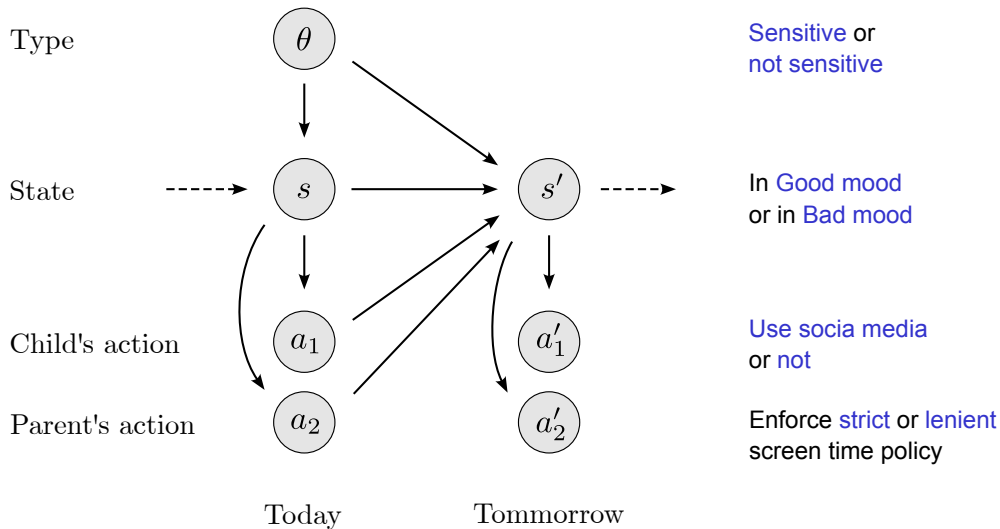 Type
θ
Sensitive or
not sensitive
State
s
s′
In Good mood
or in Bad mood
Child's action
a₁
a′₁
Use socia media
or not
Parent's action
a₂
a′₂
Enforce strict or lenient
screen time policy
Today
Tommorrow